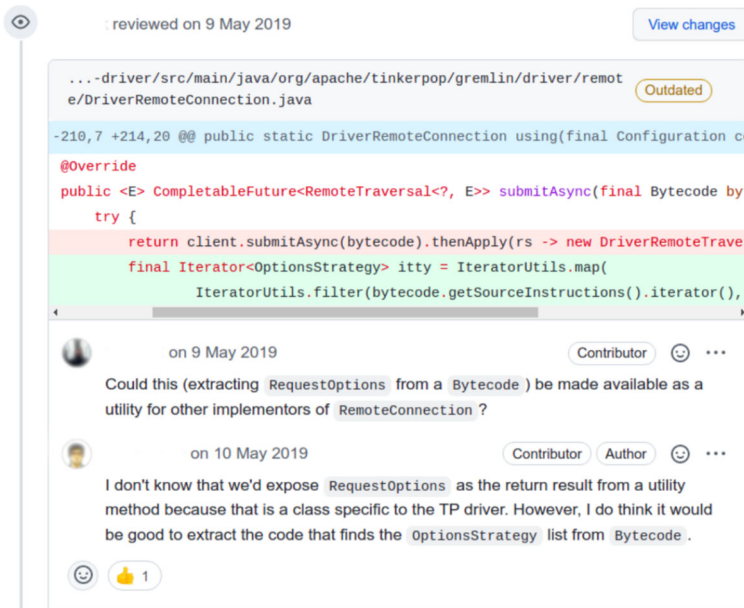 reviewed on 9 May 2019
View changes
...-driver/src/main/java/org/apache/tinkerpop/gremlin/driver/remot
e/DriverRemoteConnection.java
Outdated
-210,7 +214,20 @@ public static DriverRemoteConnection using(final Configuration c
@Override
public <E> CompletableFuture<RemoteTraversal<?, E>> submitAsync(final Bytecode by
try {
return client.submitAsync(bytecode).thenApply(rs -> new DriverRemoteTrave
final Iterator<OptionsStrategy> itty = IteratorUtils.map(
IteratorUtils.filter(bytecode.getSourceInstructions().iterator(),
on 9 May 2019
Contributor
Could this (extracting RequestOptions from a Bytecode ) be made available as a
utility for other implementors of RemoteConnection ?
on 10 May 2019
Contributor
Author
I don't know that we'd expose RequestOptions as the return result from a utility
method because that is a class specific to the TP driver. However, I do think it would
be good to extract the code that finds the OptionsStrategy list from Bytecode .
1